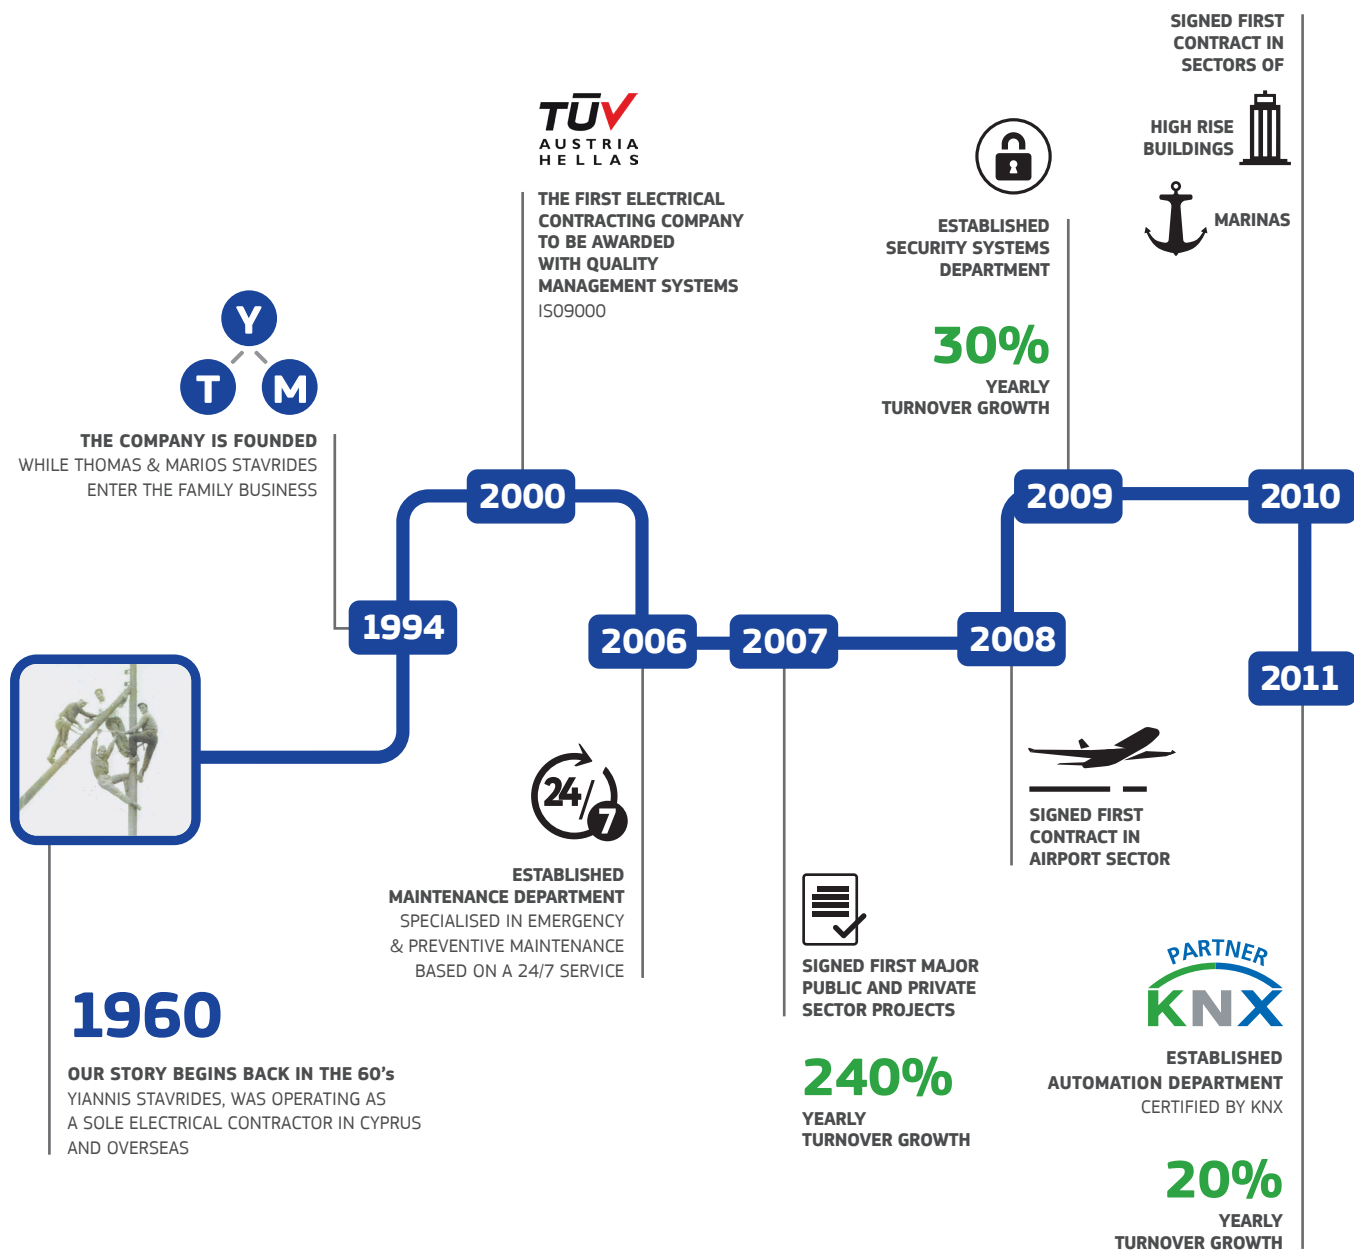 1960
OUR STORY BEGINS BACK IN THE 60's
YIANNIS STAVRIDES, WAS OPERATING AS
A SOLE ELECTRICAL CONTRACTOR IN CYPRUS
AND OVERSEAS
Y
T M
THE COMPANY IS FOUNDED
WHILE THOMAS & MARIOS STAVRIDES
ENTER THE FAMILY BUSINESS
1994
TÜV
AUSTRIA
HELLAS
THE FIRST ELECTRICAL
CONTRACTING COMPANY
TO BE AWARDED
WITH QUALITY
MANAGEMENT SYSTEMS
ISO9000
2000
2006
24/7
ESTABLISHED
MAINTENANCE DEPARTMENT
SPECIALISED IN EMERGENCY
& PREVENTIVE MAINTENANCE
BASED ON A 24/7 SERVICE
2007
SIGNED FIRST MAJOR
PUBLIC AND PRIVATE
SECTOR PROJECTS
240%
YEARLY
TURNOVER GROWTH
2008
SIGNED FIRST
CONTRACT IN
AIRPORT SECTOR
ESTABLISHED
SECURITY SYSTEMS
DEPARTMENT
30%
YEARLY
TURNOVER GROWTH
2009
SIGNED FIRST
CONTRACT IN
SECTORS OF
HIGH RISE
BUILDINGS
MARINAS
2010
2011
PARTNER
KNX
ESTABLISHED
AUTOMATION DEPARTMENT
CERTIFIED BY KNX
20%
YEARLY
TURNOVER GROWTH